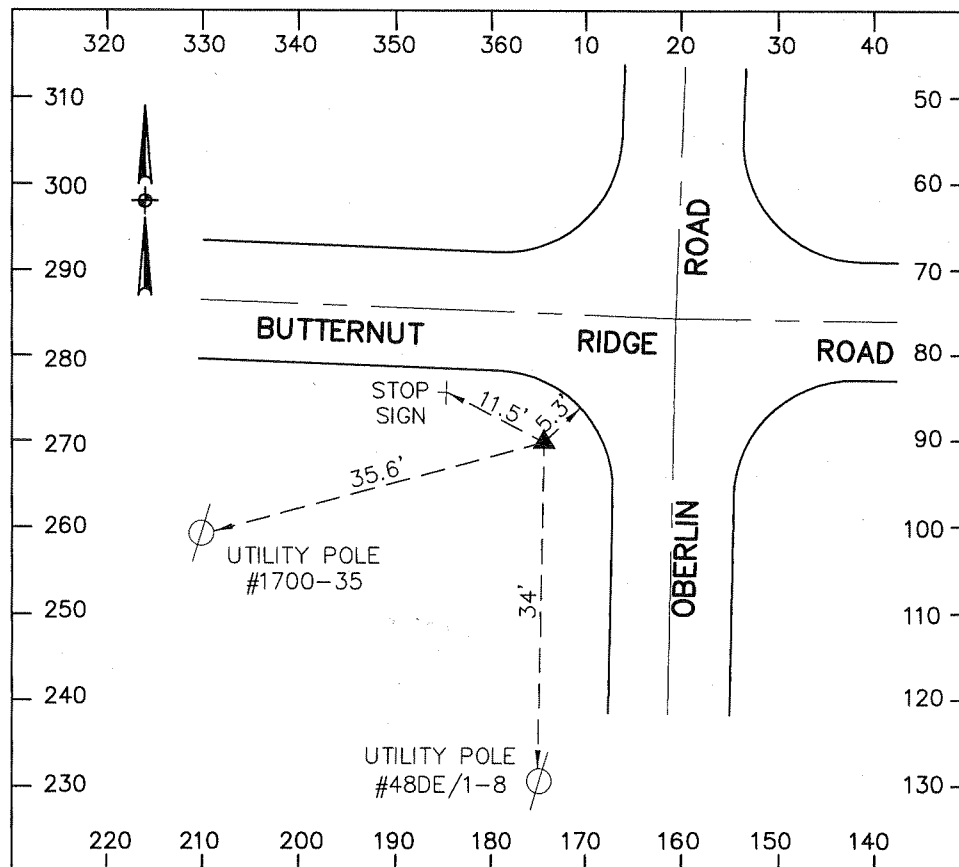 320 330 340 350 360 10 20 30 40
310
50
300
60
290
70
ROAD
BUTTERNUT RIDGE ROAD
280
80
STOP
SIGN
11.5'
5.3'
270
90
35.6'
260
100
UTILITY POLE
#1700-35
OBERLIN
34'
250
110
240
120
UTILITY POLE
#48DE/1-8
230
130
220 210 200 190 180 170 160 150 140